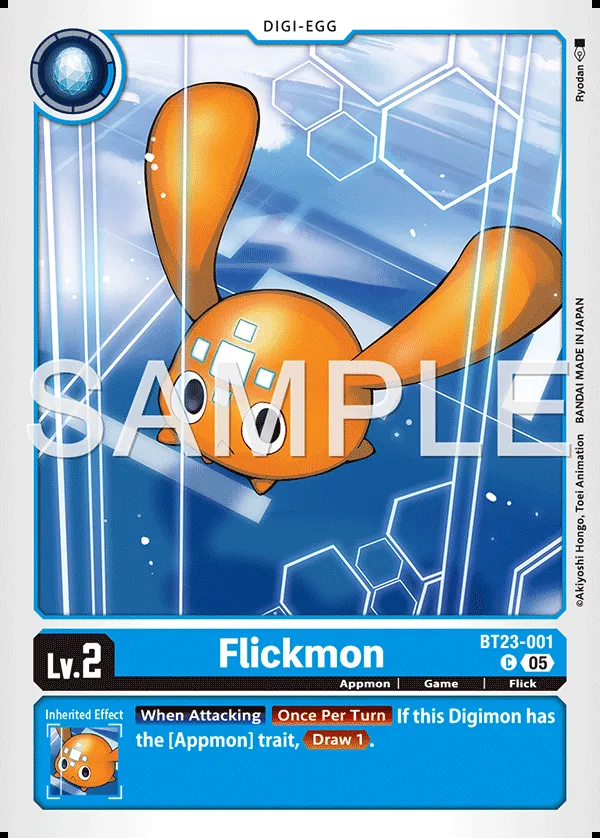 DIGI-EGG
Ryodan
SAMPLE
©Akiyoshi Hongo, Toei Animation BANDAI MADE IN JAPAN
Lv.2
Flickmon
BT23-001
C 05
Appmon | Game | Flick
Inherited Effect
When Attacking Once Per Turn If this Digimon has
the [Appmon] trait, Draw 1.